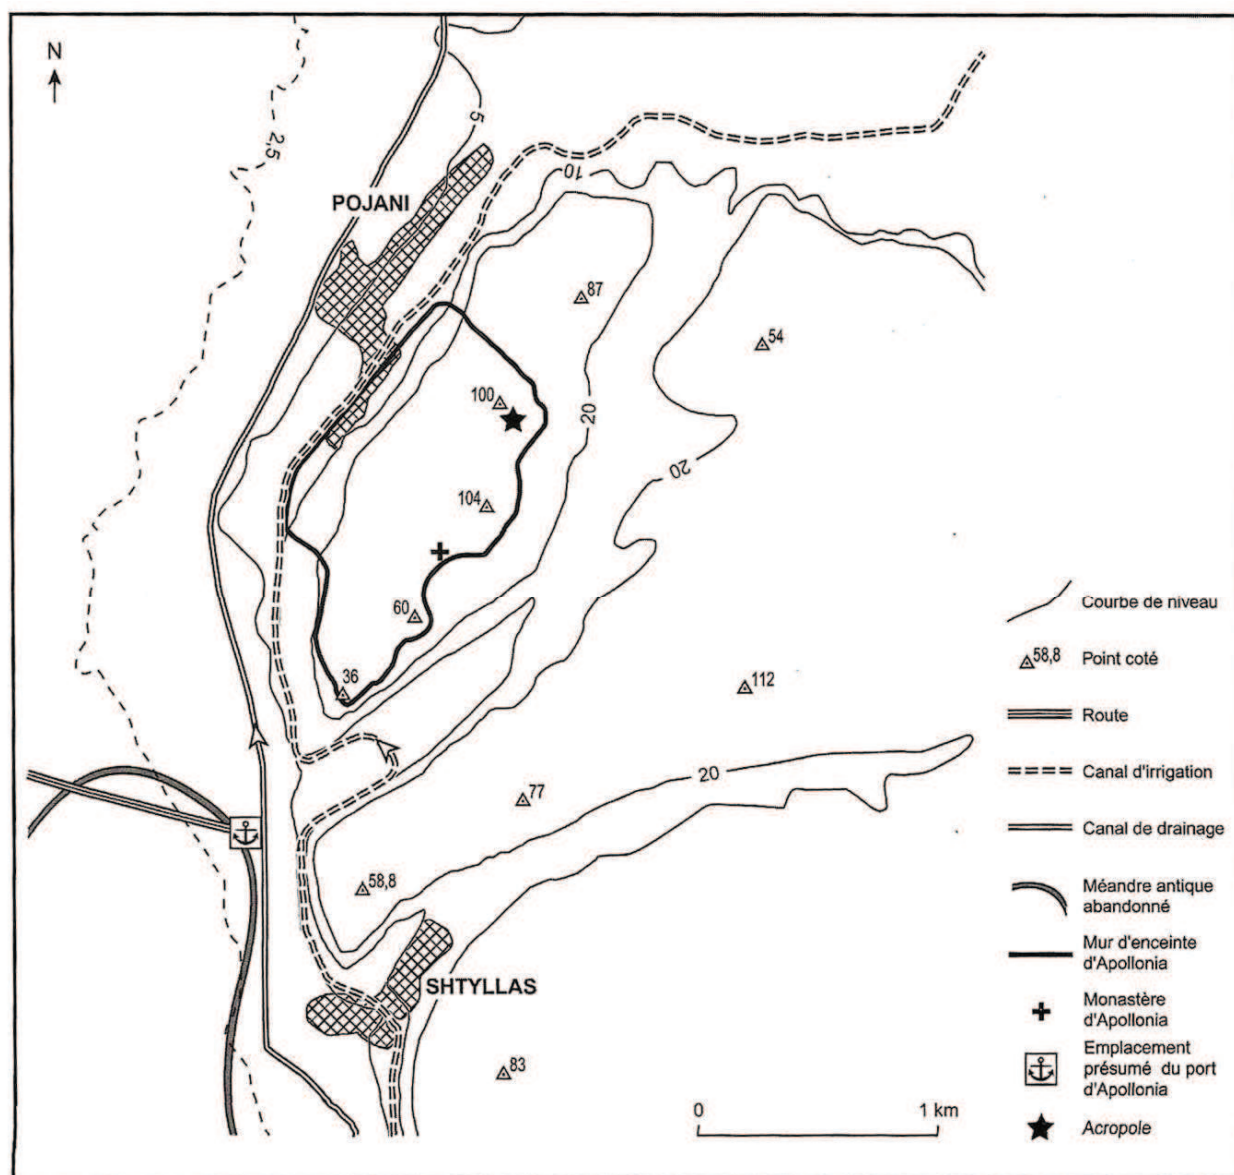 N
5
2,5
10
POJANI
87
54
100
20
20
104
60
36
112
20
77
58,8
SHTYLLAS
83
0 1 km
Courbe de niveau
58,8 Point coté
Route
Canal d'irrigation
Canal de drainage
Méandre antique
abandonné
Mur d'enceinte
d'Apollonia
Monastère
d'Apollonia
Emplacement
présumé du port
d'Apollonia
Acropole